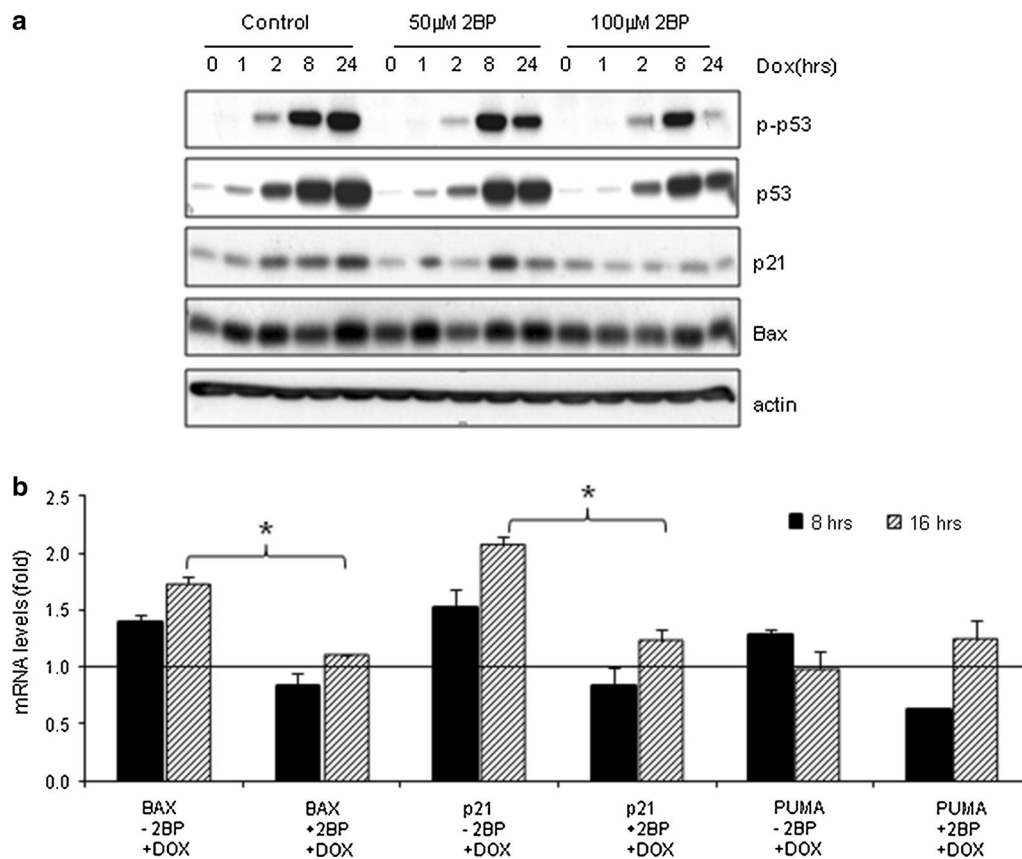 a
Control 50µM 2BP 100µM 2BP
0 1 2 8 24 0 1 2 8 24 0 1 2 8 24 Dox(hrs)
p-p53
p53
p21
Bax
actin
b
mRNA levels (fold)
2.5
2.0
1.5
1.0
0.5
0.0
*
*
8 hrs 16 hrs
BAX BAX p21 p21 PUMA PUMA
- 2BP +2BP - 2BP +2BP - 2BP +2BP
+DOX +DOX +DOX +DOX +DOX +DOX